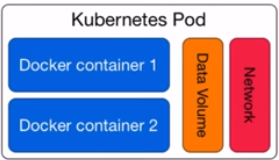 Kubernetes Pod
Docker container 1
Docker container 2
Data Volume
Network